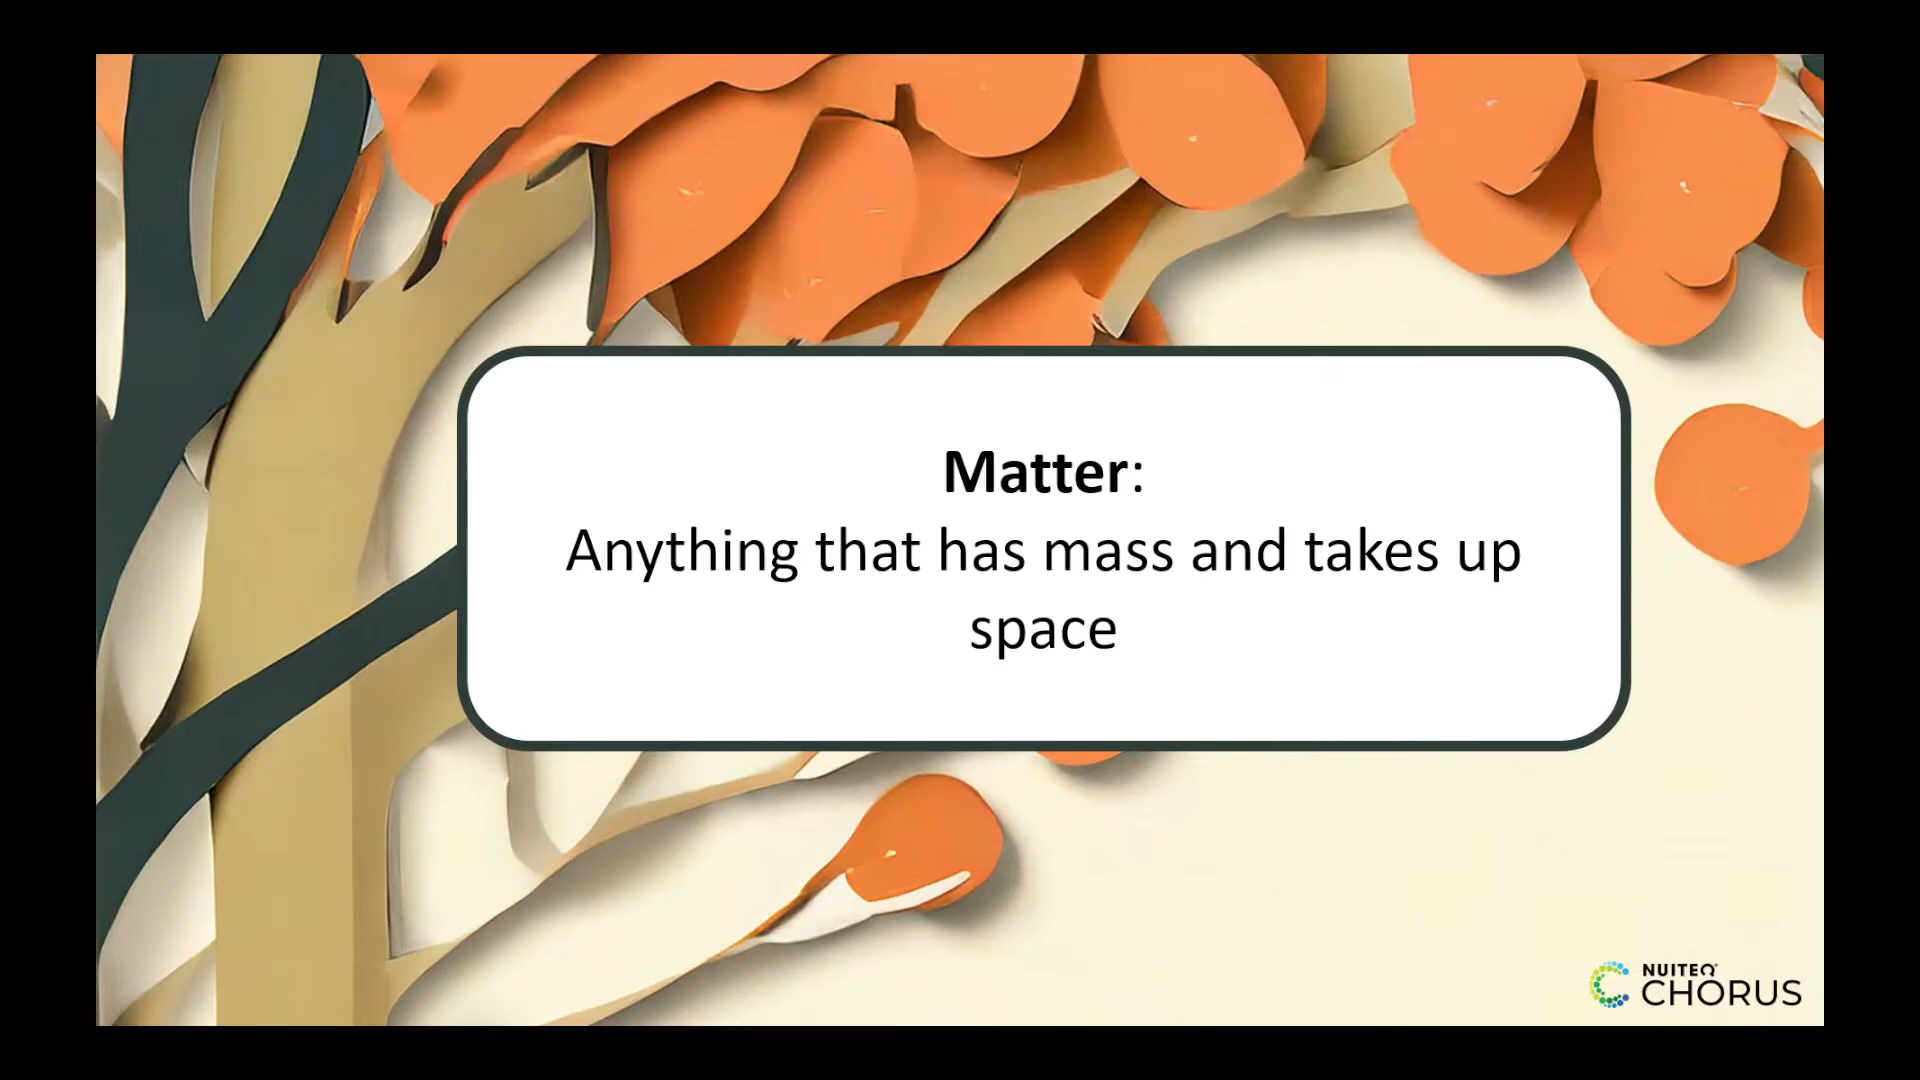 Matter:
Anything that has mass and takes up
space
NUITEQ
CHORUS